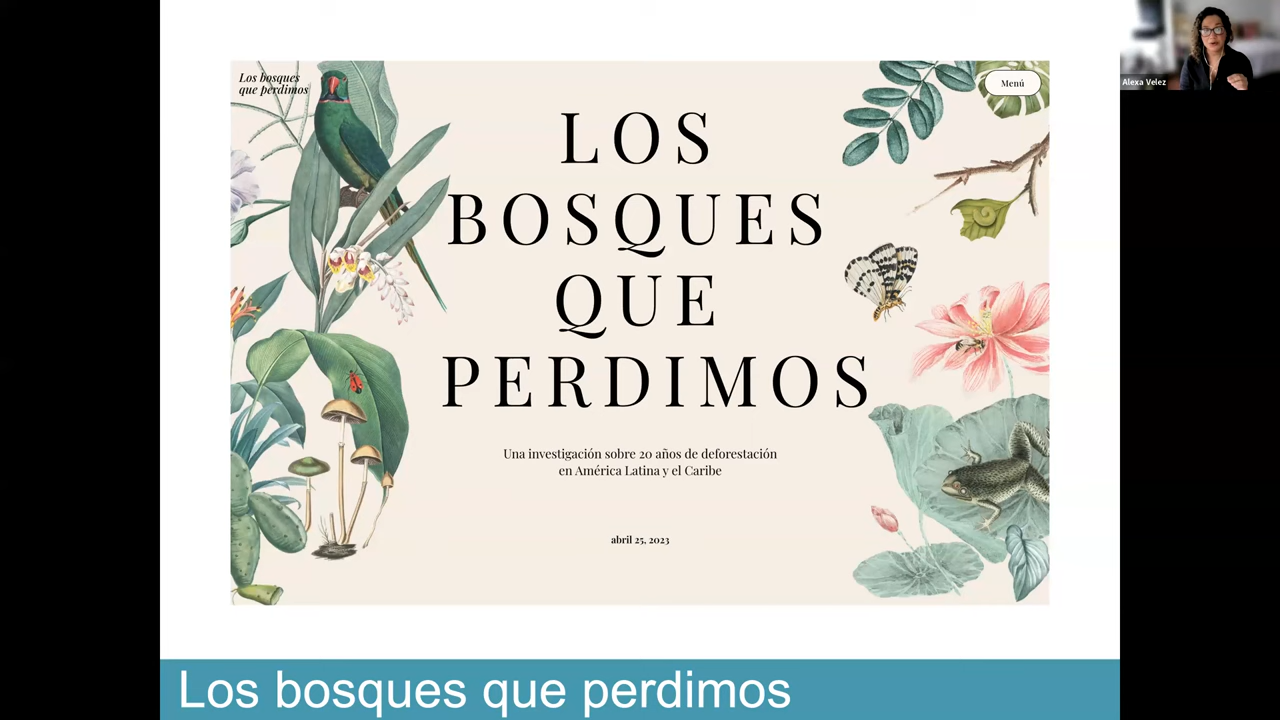 Los bosques
que perdimos
Menú
LOS
BOSQUES
QUE
PERDIMOS
Una investigación sobre 20 años de deforestación
en América Latina y el Caribe
abril 25, 2023
Los bosques que perdimos
Alexa Velez